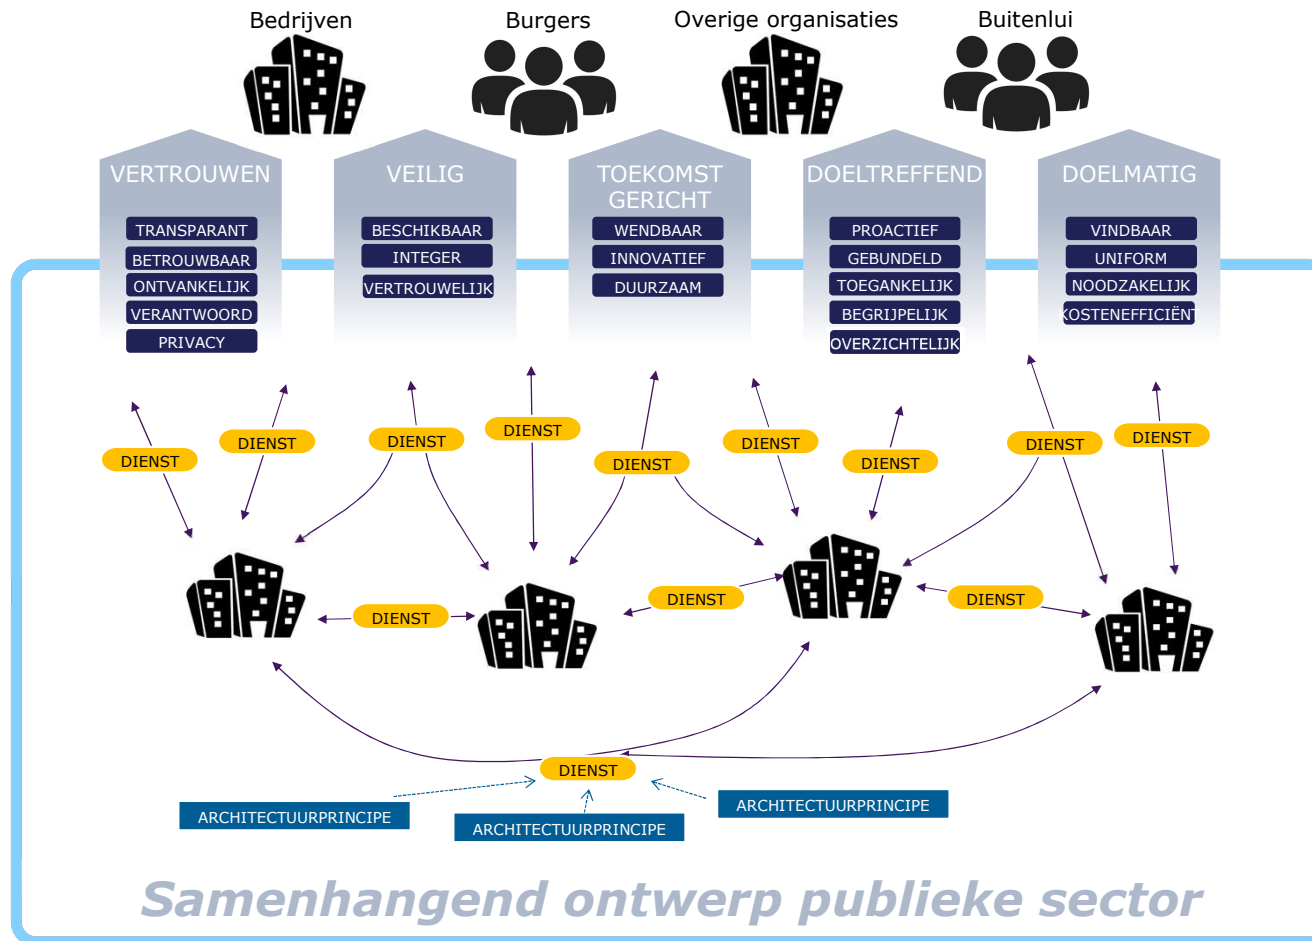 Bedrijven
Burgers
Overige organisaties
Buitenlui
VERTROUWEN
TRANSPARANT
BETROUWBAAR
ONTVANKELIJK
VERANTWOORD
PRIVACY
VEILIG
BESCHIKBAAR
INTEGER
VERTROUWELIJK
TOEKOMST
GERICHT
WENDBAAR
INNOVATIEF
DUURZAAM
DOELTREFFEND
PROACTIEF
GEBUNDELD
TOEGANKELIJK
BEGRIJPELIJK
OVERZICHTELIJK
DOELMATIG
VINDBAAR
UNIFORM
NOODZAKELIJK
KOSTENEFFICIËNT
DIENST
DIENST
DIENST
DIENST
DIENST
DIENST
DIENST
DIENST
DIENST
DIENST
DIENST
DIENST
DIENST
ARCHITECTUURPRINCIPE
ARCHITECTUURPRINCIPE
ARCHITECTUURPRINCIPE
Samenhangend ontwerp publieke sector